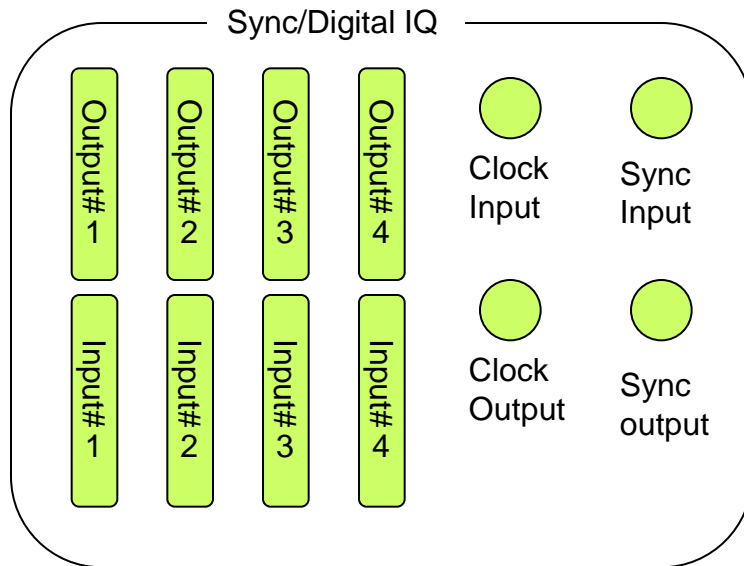 Sync/Digital IQ
Output#
1
Output#
2
Output#
3
Output#
4
Clock
Input
Sync
Input
Input#
1
Input#
2
Input#
3
Input#
4
Clock
Output
Sync
output